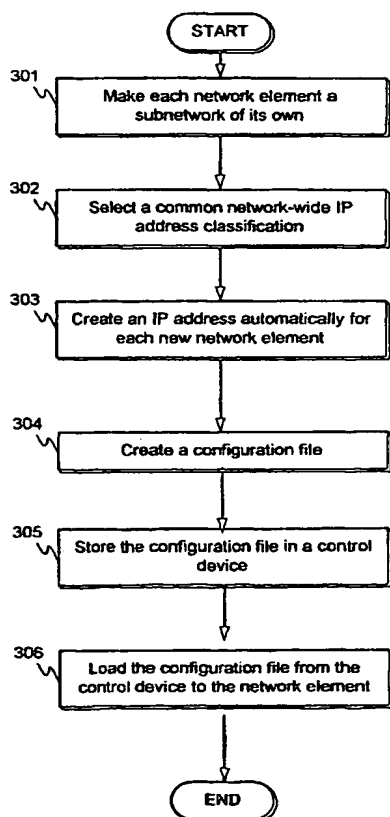 START
301
Make each network element a
subnetwork of its own
302
Select a common network-wide IP
address classification
303
Create an IP address automatically for
each new network element
304
Create a configuration file
305
Store the configuration file in a control
device
306
Load the configuration file from the
control device to the network element
END